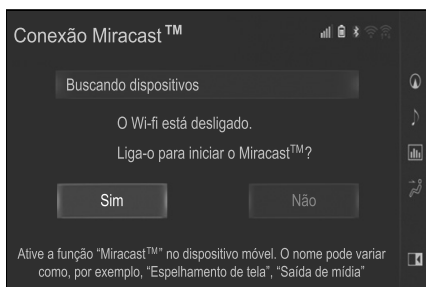 Conexão Miracast™
Buscando dispositivos
O Wi-fi está desligado.
Liga-o para iniciar o Miracast™?
Sim
Não
Ative a função “Miracast™” no dispositivo móvel. O nome pode variar
como, por exemplo, “Espelhamento de tela”, “Saída de mídia”